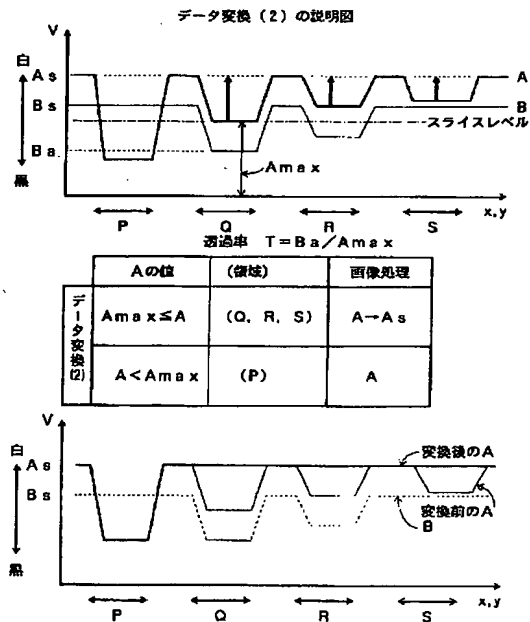 データ変換(2)の説明図
V
白
As
A
Bs
B
スライスレベル
Ba
黒
Amax
x,y
P Q R S
透過率 T=Ba/Amax
Aの値 (領域) 画像処理
データ変換(2)
Amax≦A (Q, R, S) A→As
A<Amax (P) A
V
白
As
変換後のA
Bs
変換前のA
B
黒
x,y
P Q R S